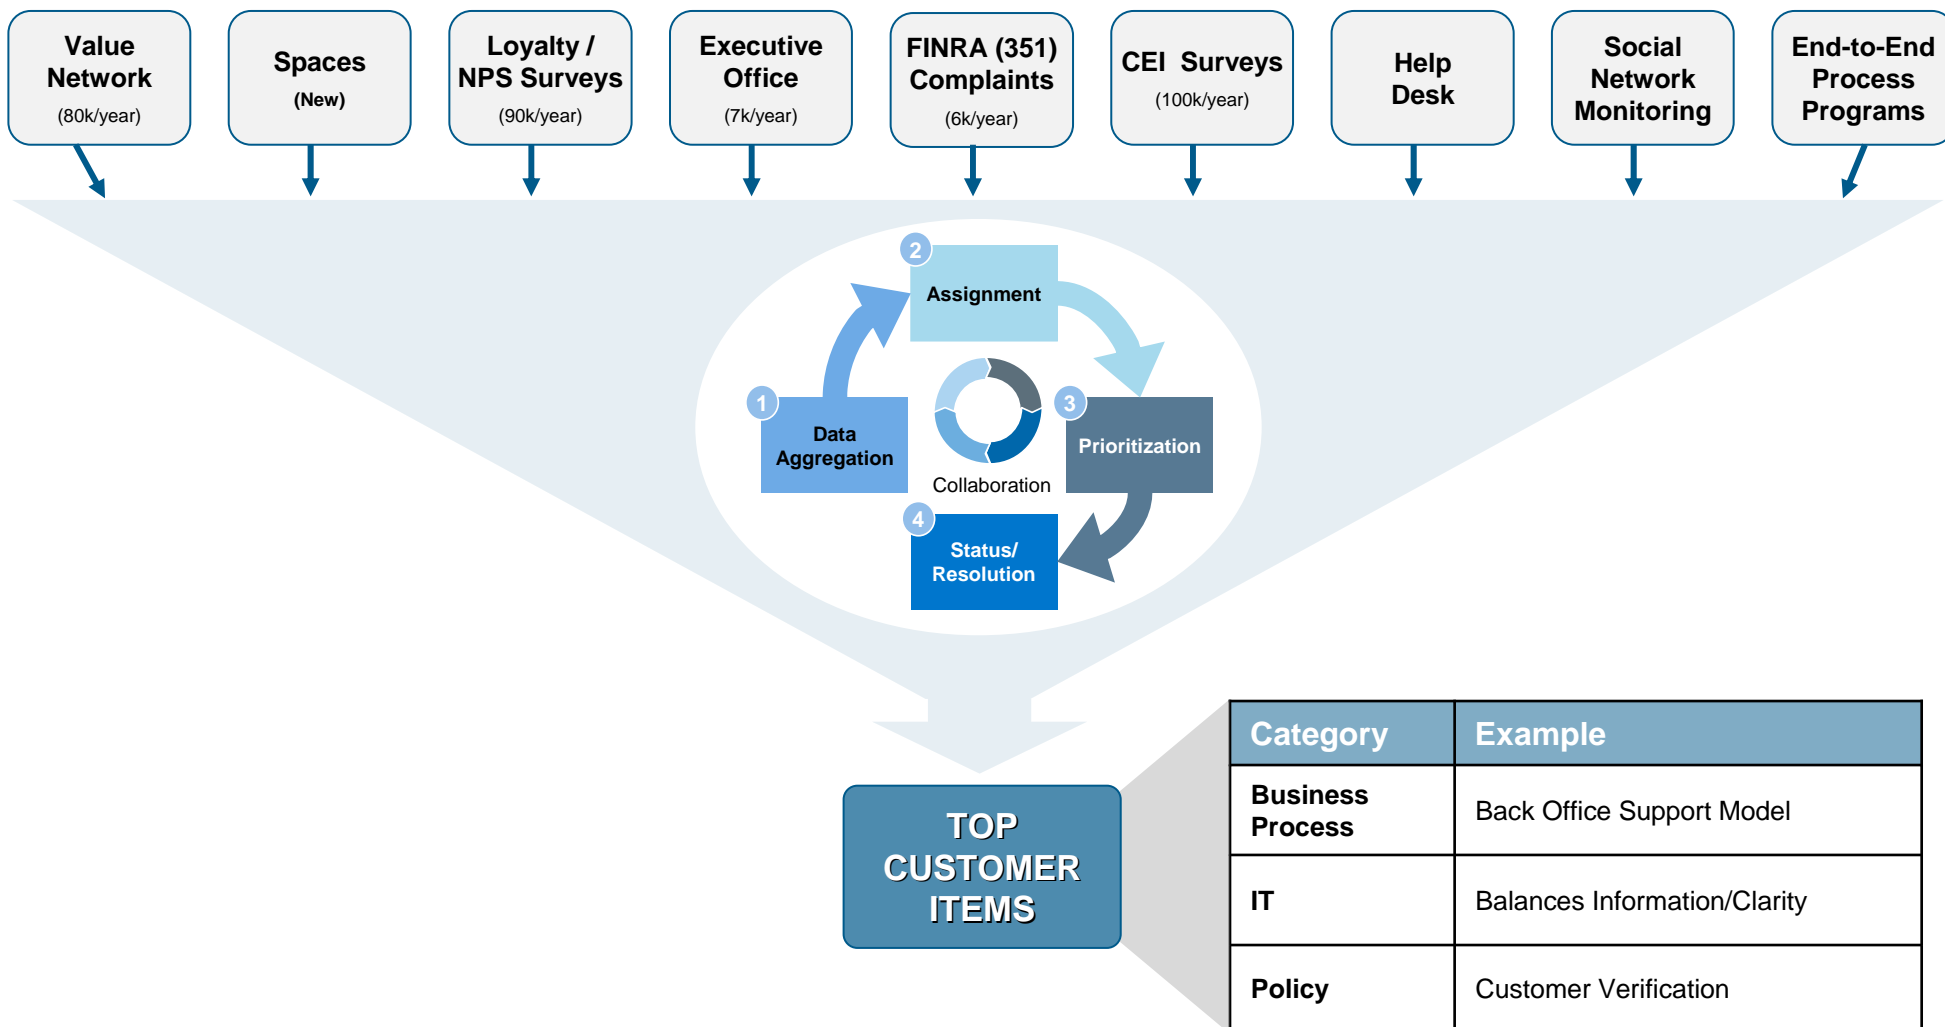 Value
Network
(80k/year)
Spaces
(New)
Loyalty /
NPS Surveys
(90k/year)
Executive
Office
(7k/year)
FINRA (351)
Complaints
(6k/year)
CEI Surveys
(100k/year)
Help
Desk
Social
Network
Monitoring
End-to-End
Process
Programs
2
Assignment
1
Data
Aggregation
3
Prioritization
Collaboration
4
Status/
Resolution
TOP
CUSTOMER
ITEMS
Category
Example
Business
Process
Back Office Support Model
IT
Balances Information/Clarity
Policy
Customer Verification